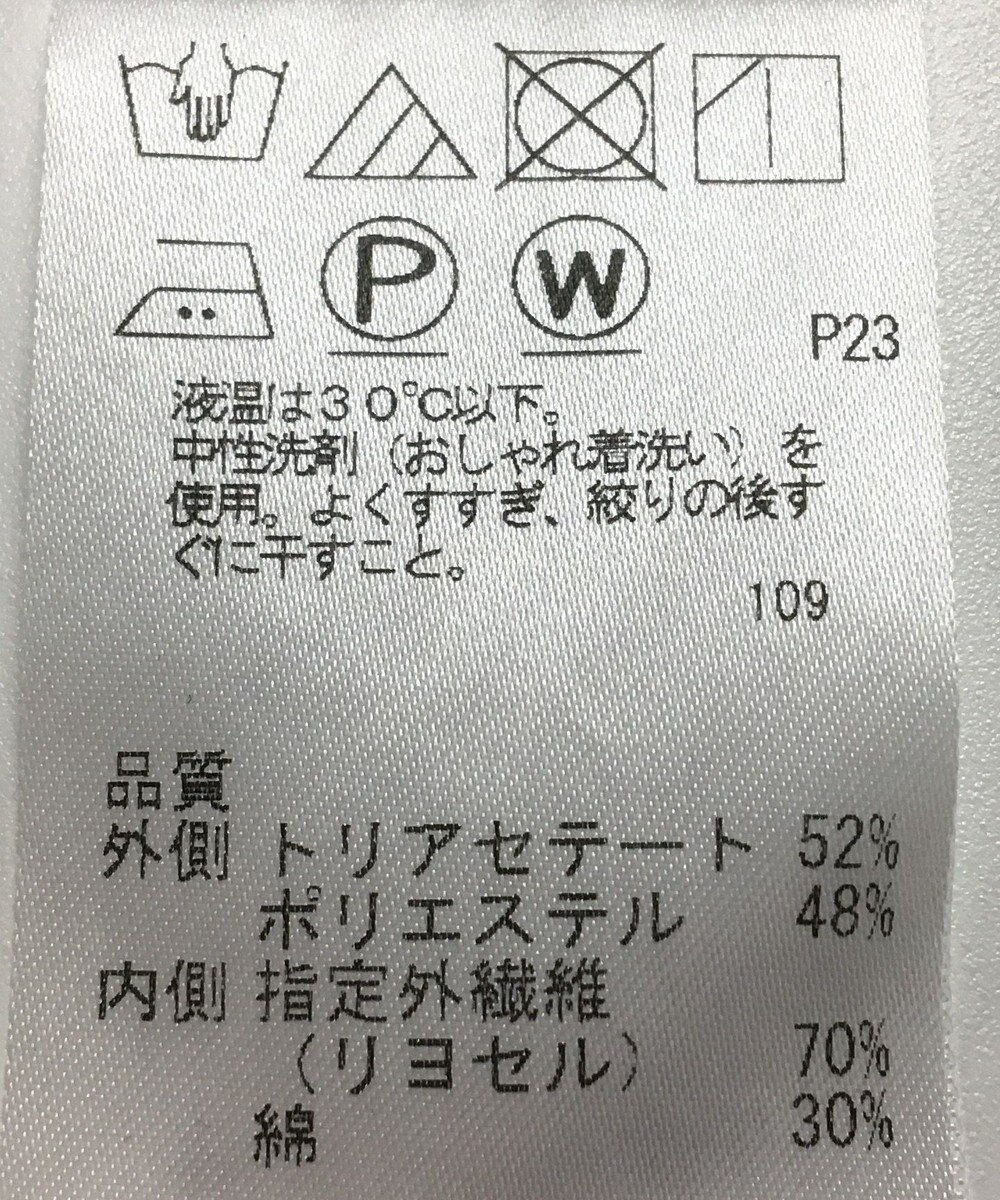 P W
P23
液温は30℃以下。
中性洗剤（おしゃれ着洗い）を
使用。よくすすぎ、絞りの後す
ぐに干すこと。
109
品質
外側 トリアセテート 52%
ポリエステル 48%
内側 指定外繊維
（リヨセル） 70%
綿 30%